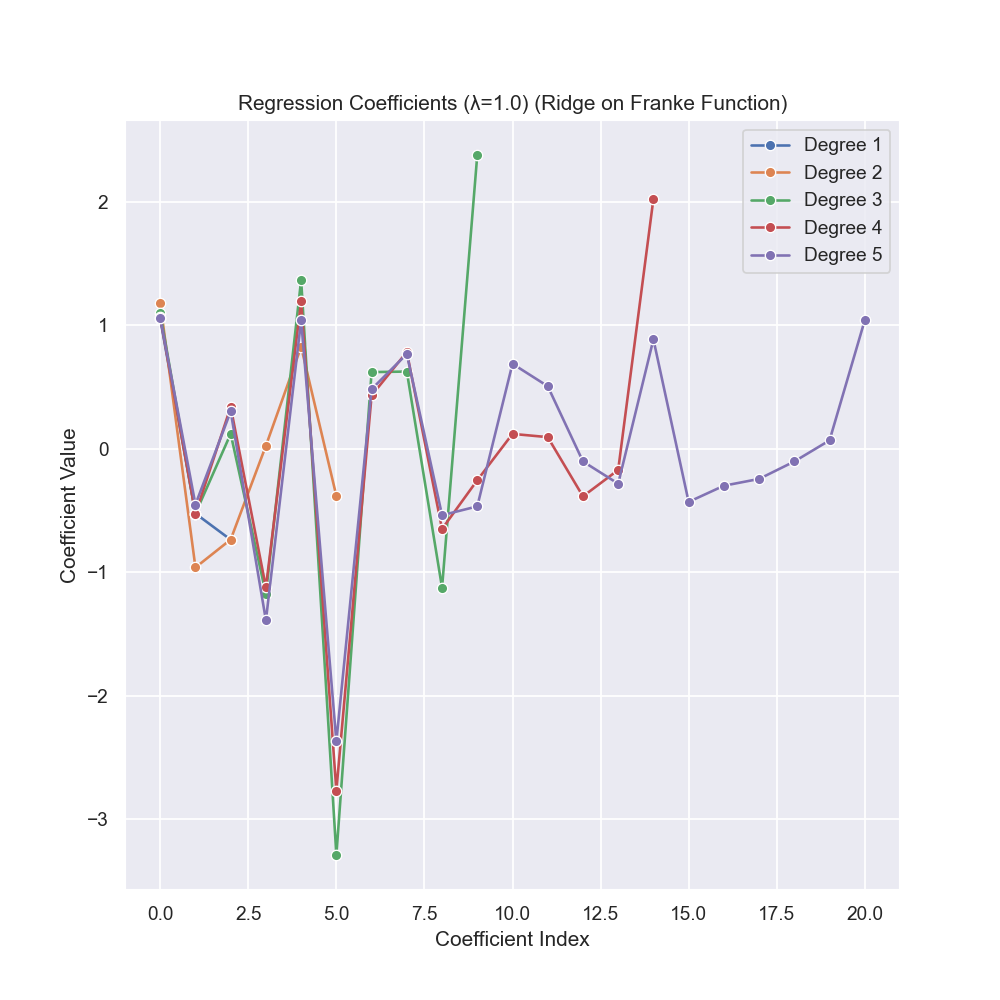 Regression Coefficients (λ=1.0) (Ridge on Franke Function)
Degree 1
Degree 2
Degree 3
Degree 4
Degree 5
2
1
0
−1
−2
−3
Coefficient Value
0.0 2.5 5.0 7.5 10.0 12.5 15.0 17.5 20.0
Coefficient Index